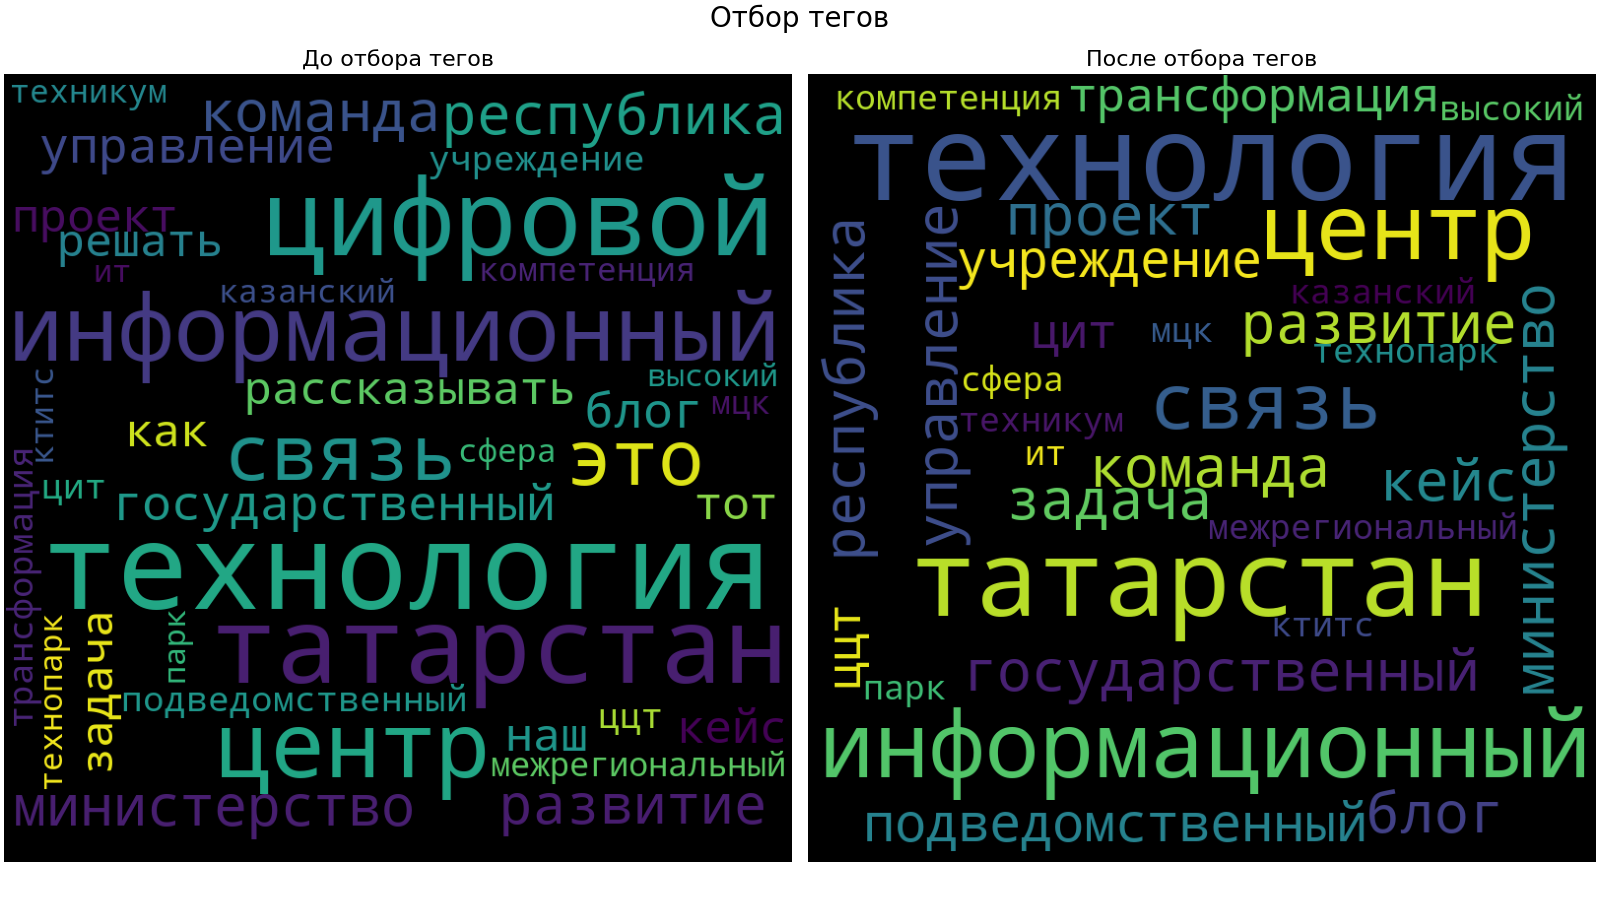 Отбор тегов
До отбора тегов
техникум
команда
республика
управление
учреждение
цифровой
проект
решать
ит
компетенция
казанский
информационный
ктитс
рассказывать
высокий
блог
мцк
как
связь
сфера
это
трансформация
цит
государственный
тот
технология
технопарк
задача
парк
татарстан
подведомственный
центр
наш
ццт
кейс
межрегиональный
министерство
развитие
После отбора тегов
компетенция
трансформация
высокий
технология
республика
управление
проект
центр
учреждение
казанский
министерство
цит
мцк
развитие
технопарк
сфера
связь
техникум
ит
команда
кейс
задача
межрегиональный
татарстан
ццт
ктитс
государственный
парк
информационный
подведомственный
блог